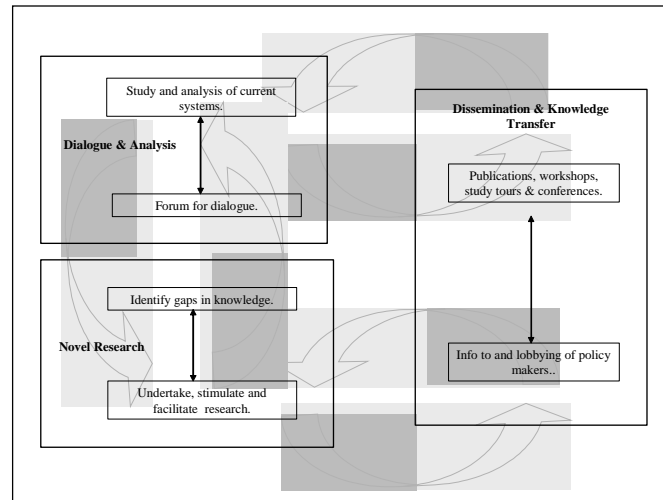 Study and analysis of current
systems.
Dialogue & Analysis
Forum for dialogue.
Identify gaps in knowledge.
Novel Research
Undertake, stimulate and
facilitate research.
Dissemination & Knowledge
Transfer
Publications, workshops,
study tours & conferences.
Info to and lobbying of policy
makers..